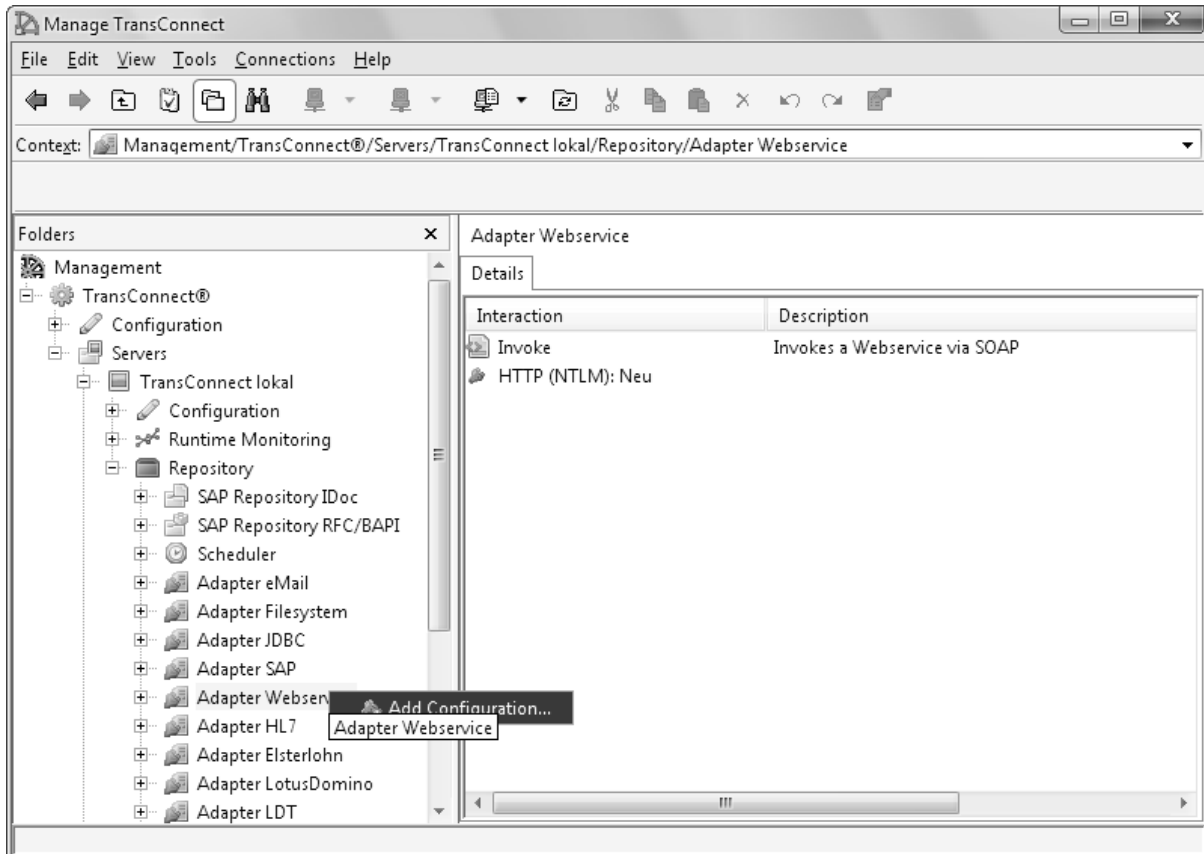 Manage TransConnect
File Edit View Tools Connections Help
Context: Management/TransConnect®/Servers/TransConnect lokal/Repository/Adapter Webservice
Folders
Management
TransConnect®
Configuration
Servers
TransConnect lokal
Configuration
Runtime Monitoring
Repository
SAP Repository IDoc
SAP Repository RFC/BAPI
Scheduler
Adapter eMail
Adapter Filesystem
Adapter JDBC
Adapter SAP
Adapter Webserv
Add Configuration...
Adapter Webservice
Adapter HL7
Adapter Elsterlohn
Adapter LotusDomino
Adapter LDT
Adapter Webservice
Details
Interaction Description
Invoke Invokes a Webservice via SOAP
HTTP (NTLM): Neu